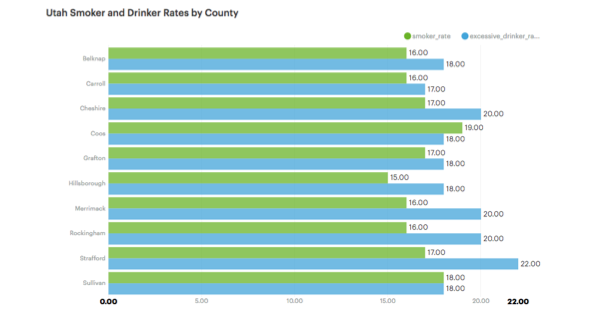 Utah Smoker and Drinker Rates by County
smoker_rate excessive_drinker_ra...
Belknap 16.00
18.00
Carroll 16.00
17.00
Cheshire 17.00
20.00
Coos 19.00
18.00
Grafton 17.00
18.00
Hillsborough 15.00
18.00
Merrimack 16.00
20.00
Rockingham 16.00
20.00
Strafford 17.00
22.00
Sullivan 18.00
18.00
0.00 5.00 10.00 15.00 20.00 22.00